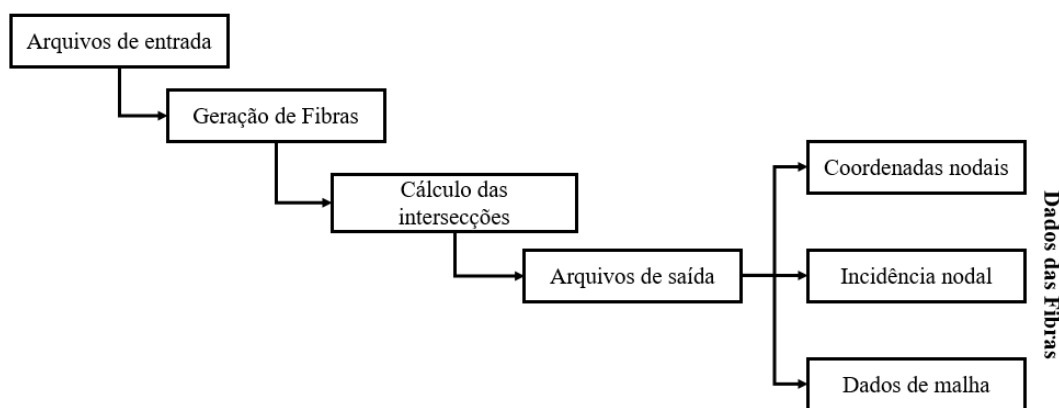 Arquivos de entrada
Geração de Fibras
Cálculo das
intersecções
Arquivos de saída
Coordenadas nodais
Incidência nodal
Dados de malha
Dados das Fibras